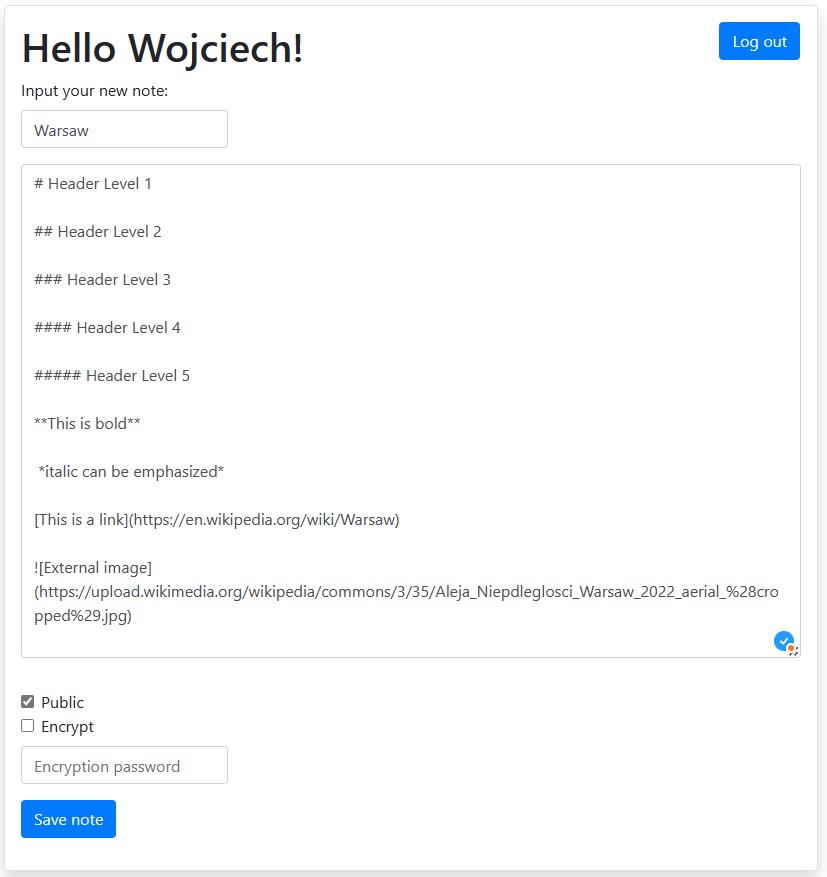 Hello Wojciech!
Log out
Input your new note:
Warsaw
# Header Level 1
## Header Level 2
### Header Level 3
#### Header Level 4
##### Header Level 5
**This is bold**
*italic can be emphasized*
[This is a link](https://en.wikipedia.org/wiki/Warsaw)
![External image]
(https://upload.wikimedia.org/wikipedia/commons/3/35/Aleja_Niepdleglosci_Warsaw_2022_aerial_%28cro
pped%29.jpg)
Public
Encrypt
Encryption password
Save note